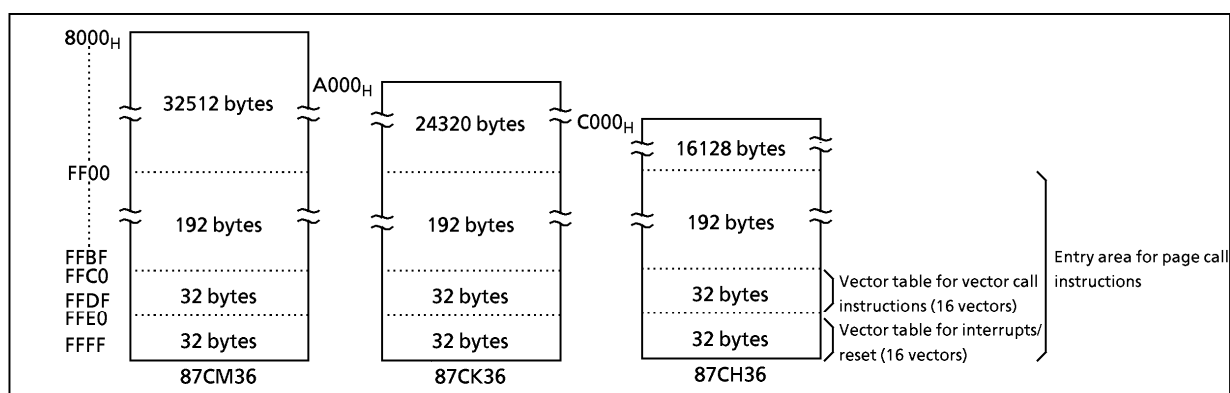 8000H
A000H
32512 bytes
24320 bytes
C000H
16128 bytes
FF00
192 bytes
192 bytes
192 bytes
FFBF
FFC0
FFDF
FFE0
FFFF
32 bytes
32 bytes
32 bytes
32 bytes
32 bytes
32 bytes
Vector table for vector call
instructions (16 vectors)
Vector table for interrupts/
reset (16 vectors)
Entry area for page call
instructions
87CM36
87CK36
87CH36